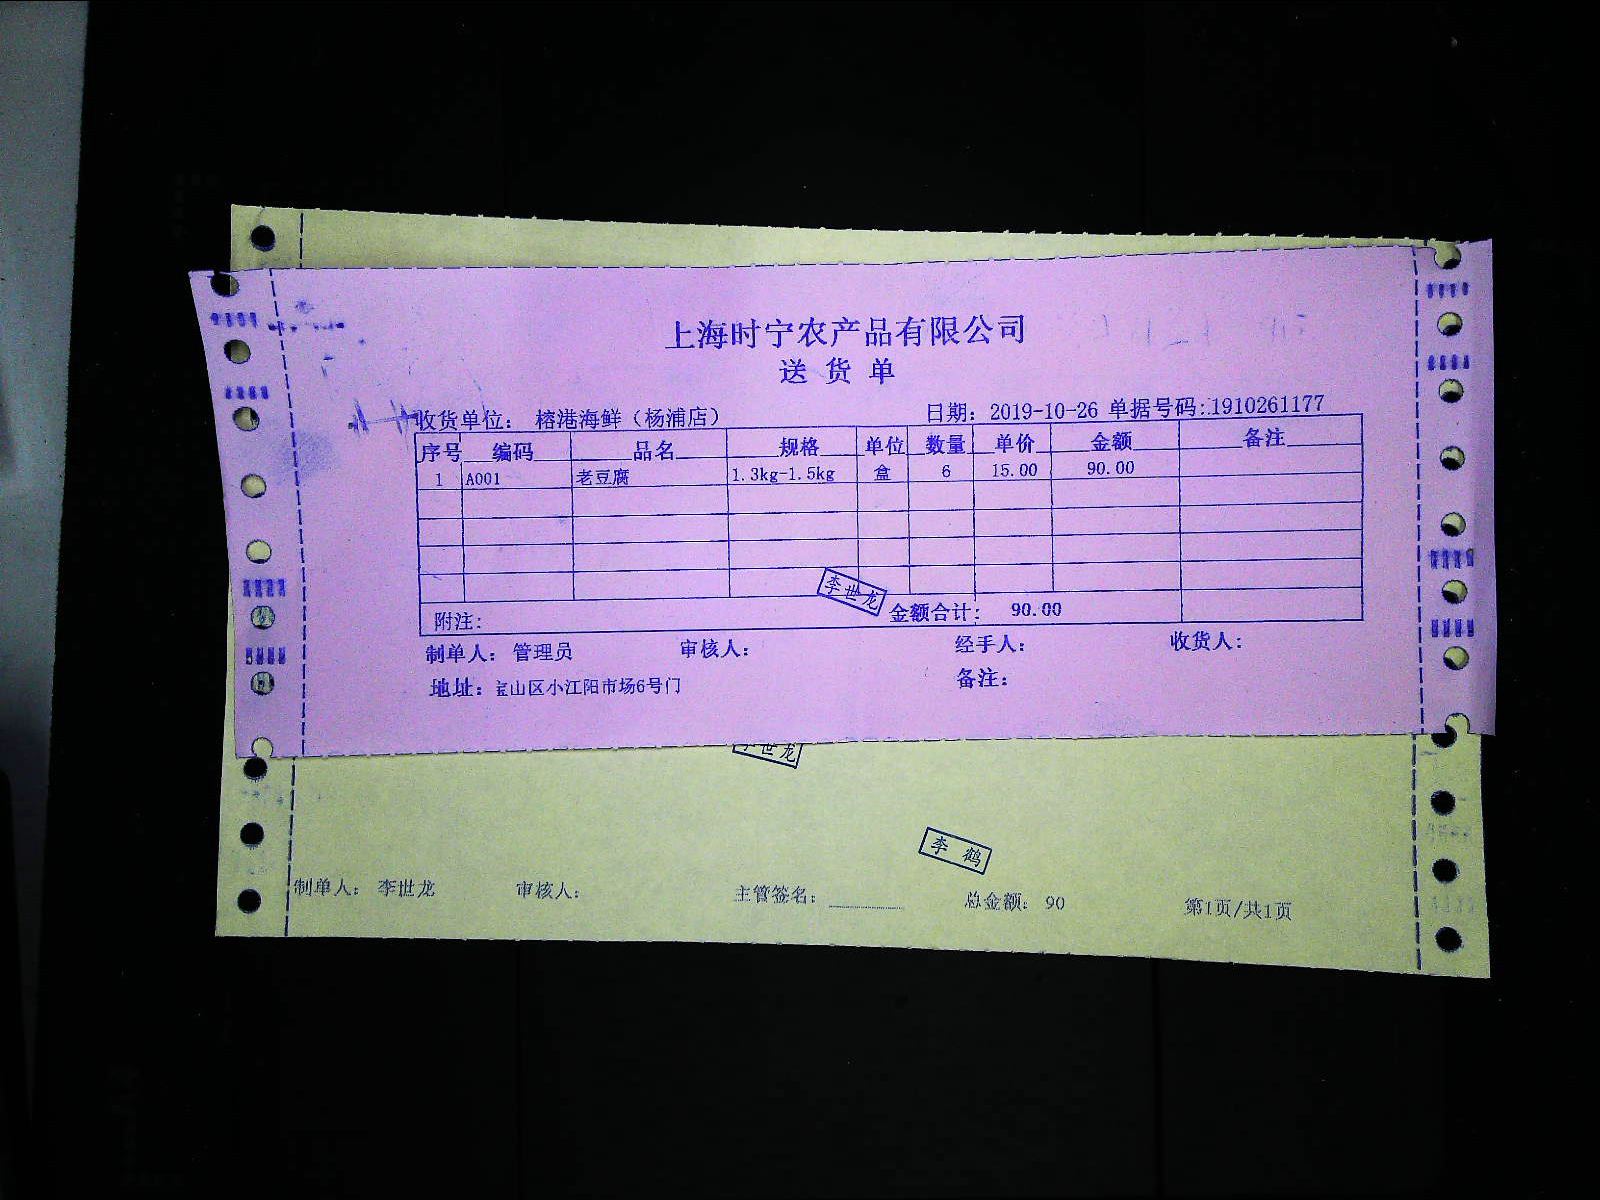 上海时宁农产品有限公司
送货单
收货单位： 榕港海鲜（杨浦店） 日期：2019-10-26 单据号码：1910261177
序号 编码 品名 规格 单位 数量 单价 金额 备注
1 A001 老豆腐 1.3kg-1.5kg 盒 6 15.00 90.00
李世龙
附注： 金额合计： 90.00
制单人：管理员 审核人： 经手人： 收货人：
地址：宝山区小江阳市场6号门 备注：
李世龙
李鹤
制单人：李世龙 审核人： 主管签名： 总金额：90 第1页/共1页